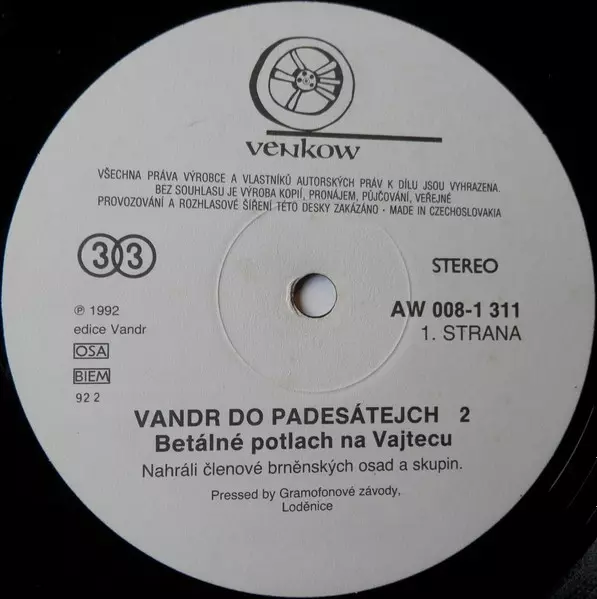 venkow
VŠECHNA PRÁVA VÝROBCE A VLASTNÍKŮ AUTORSKÝCH PRÁV K DÍLU JSOU VYHRAZENA.
BEZ SOUHLASU JE VÝROBA KOPIÍ, PRONÁJEM, PŮJČOVÁNÍ, VEŘEJNÉ
PROVOZOVÁNÍ A ROZHLASOVÉ ŠÍŘENÍ TÉTO DESKY ZAKÁZÁNO · MADE IN CZECHOSLOVAKIA
33
STEREO
℗ 1992
edice Vandr
OSA
BIEM
92 2
AW 008-1 311
1. STRANA
VANDR DO PADESÁTEJCH 2
Betálné potlach na Vajtecu
Nahráli členové brněnských osad a skupin.
Pressed by Gramofonové závody,
Loděnice